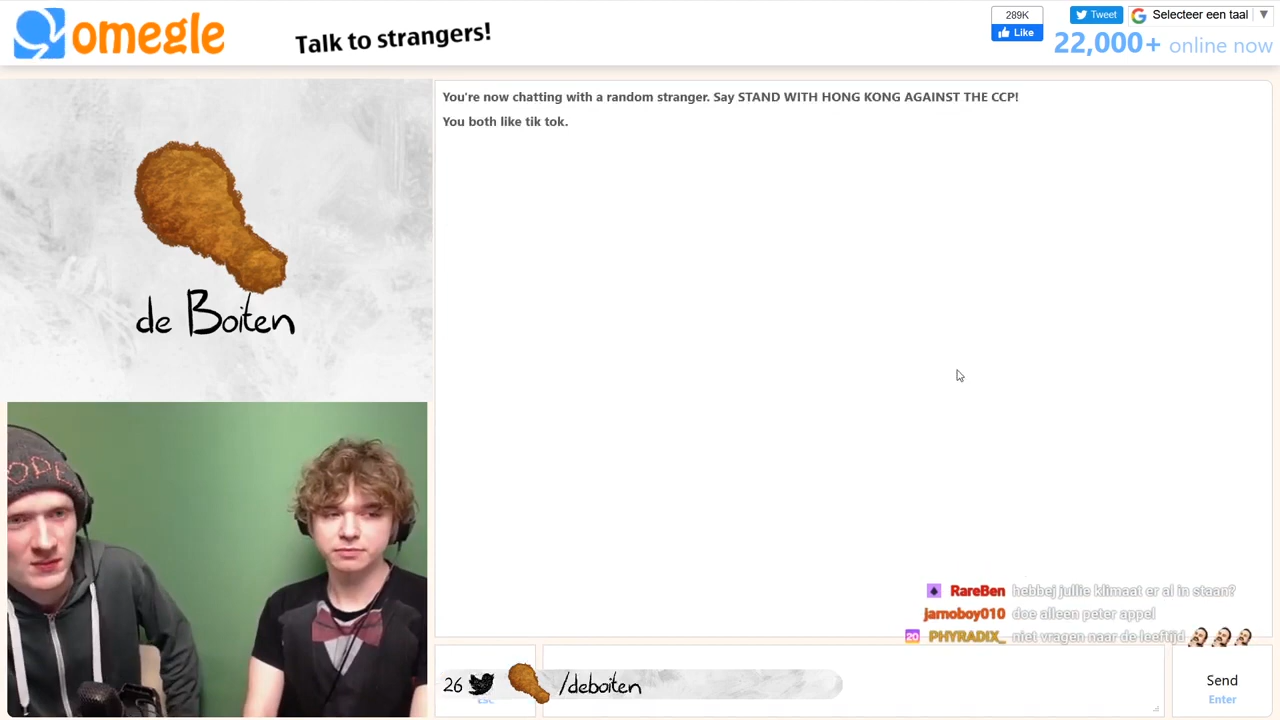 omegle
Talk to strangers!
289K
Like
Tweet
Selecteer een taal
22,000+ online now
You're now chatting with a random stranger. Say STAND WITH HONG KONG AGAINST THE CCP!
You both like tik tok.
de Boiten
RareBen hebbej jullie klimaat er al in staan?
jarnoboy010 doe alleen peter appel
20 PHYRADIX_ niet vragen naar de leeftijd
26 /deboiten
Esc
Send
Enter